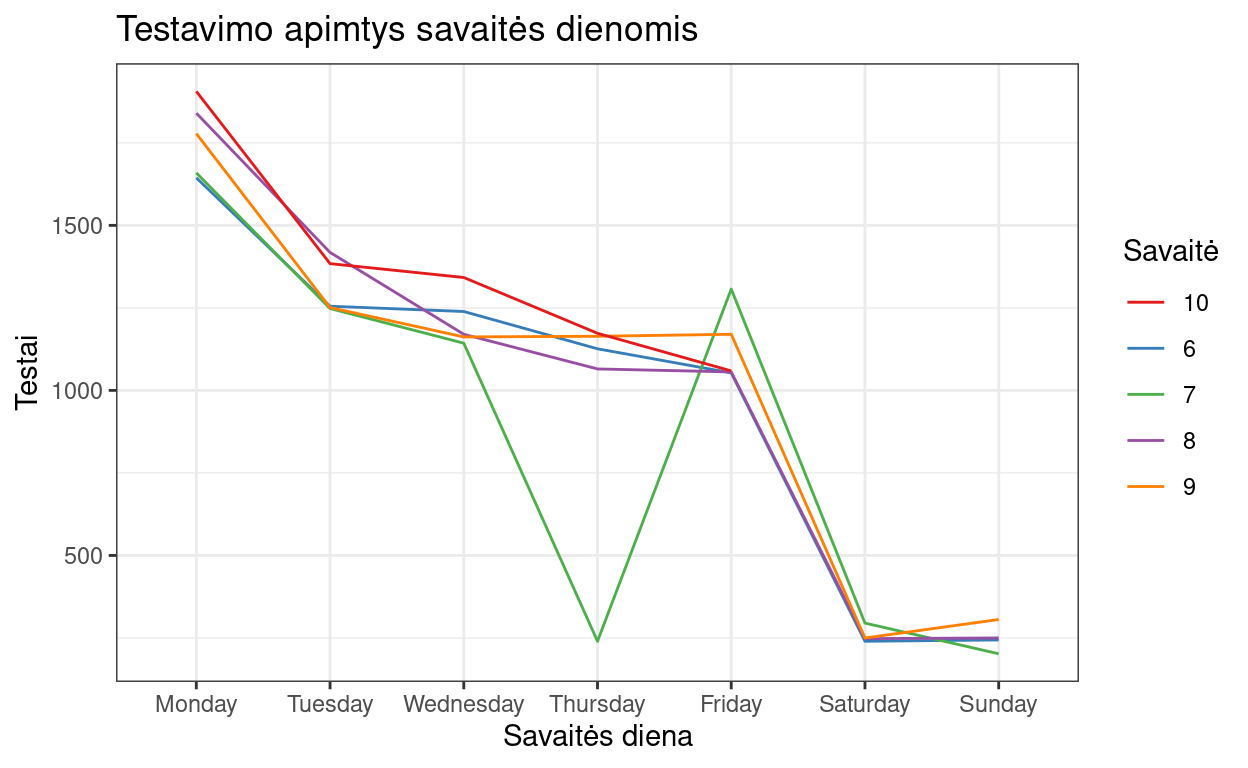 Testavimo apimtys savaitės dienomis
Testai
1500
1000
500
Monday Tuesday Wednesday Thursday Friday Saturday Sunday
Savaitės diena
Savaitė
10
6
7
8
9